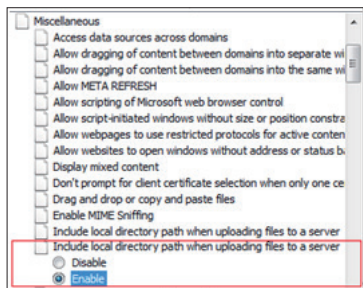 Miscellaneous
Access data sources across domains
Allow dragging of content between domains into separate wi
Allow dragging of content between domains into the same wi
Allow META REFRESH
Allow scripting of Microsoft web browser control
Allow script-initiated windows without size or position constra
Allow webpages to use restricted protocols for active conten
Allow websites to open windows without address or status ba
Display mixed content
Don't prompt for client certificate selection when only one ce
Drag and drop or copy and paste files
Enable MIME Sniffing
Include local directory path when uploading files to a server
Include local directory path when uploading files to a server
Disable
Enable